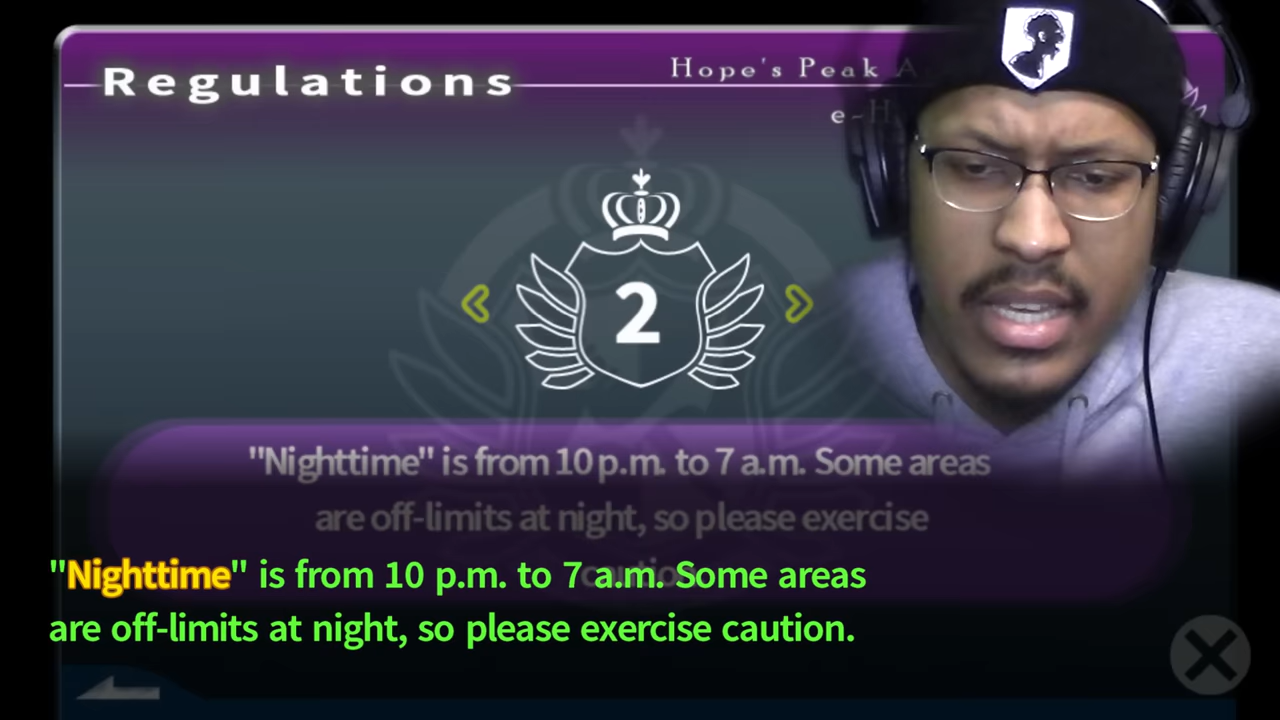 Regulations
Hope's Peak A
e-H
2
"Nighttime" is from 10 p.m. to 7 a.m. Some areas
are off-limits at night, so please exercise
caution.
"Nighttime" is from 10 p.m. to 7 a.m. Some areas
are off-limits at night, so please exercise caution.